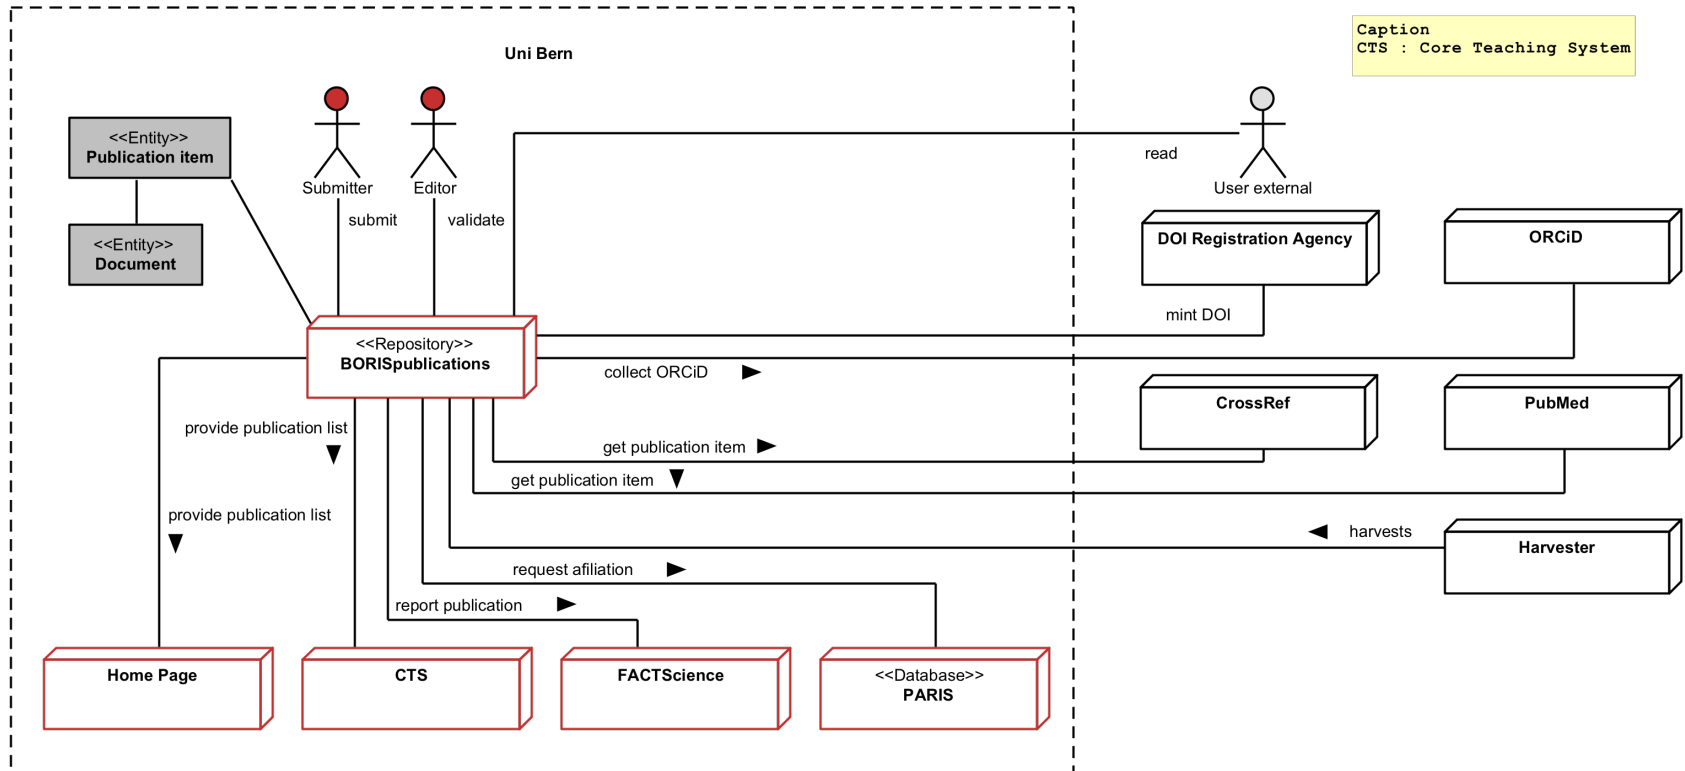 Uni Bern
Caption
CTS : Core Teaching System
<<Entity>>
Publication item
<<Entity>>
Document
Submitter
Editor
submit
validate
read
User external
DOI Registration Agency
ORCiD
mint DOI
<<Repository>>
BORISpublications
collect ORCiD
CrossRef
PubMed
provide publication list
get publication item
get publication item
provide publication list
harvests
Harvester
request afiliation
report publication
Home Page
CTS
FACTScience
<<Database>>
PARIS